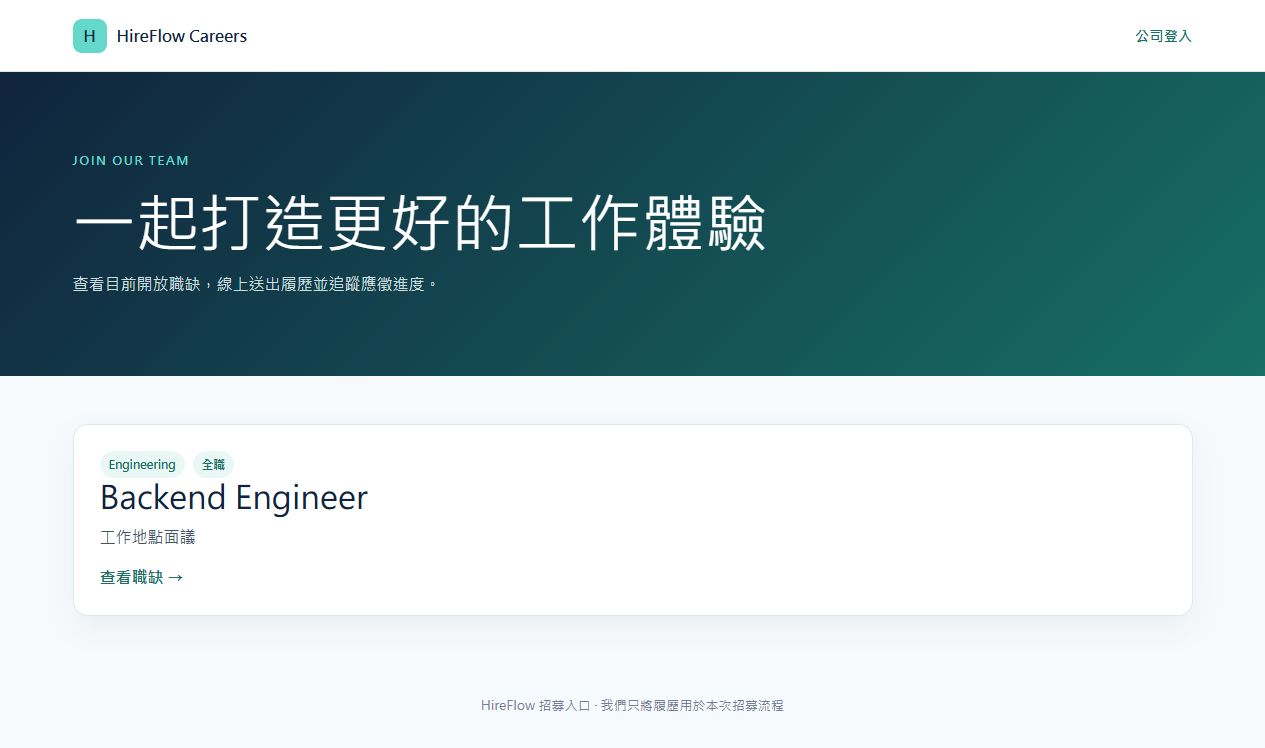 H HireFlow Careers
公司登入
JOIN OUR TEAM
一起打造更好的工作體驗
查看目前開放職缺，線上送出履歷並追蹤應徵進度。
Engineering 全職
Backend Engineer
工作地點面議
查看職缺 →
HireFlow 招募入口 · 我們只將履歷用於本次招募流程